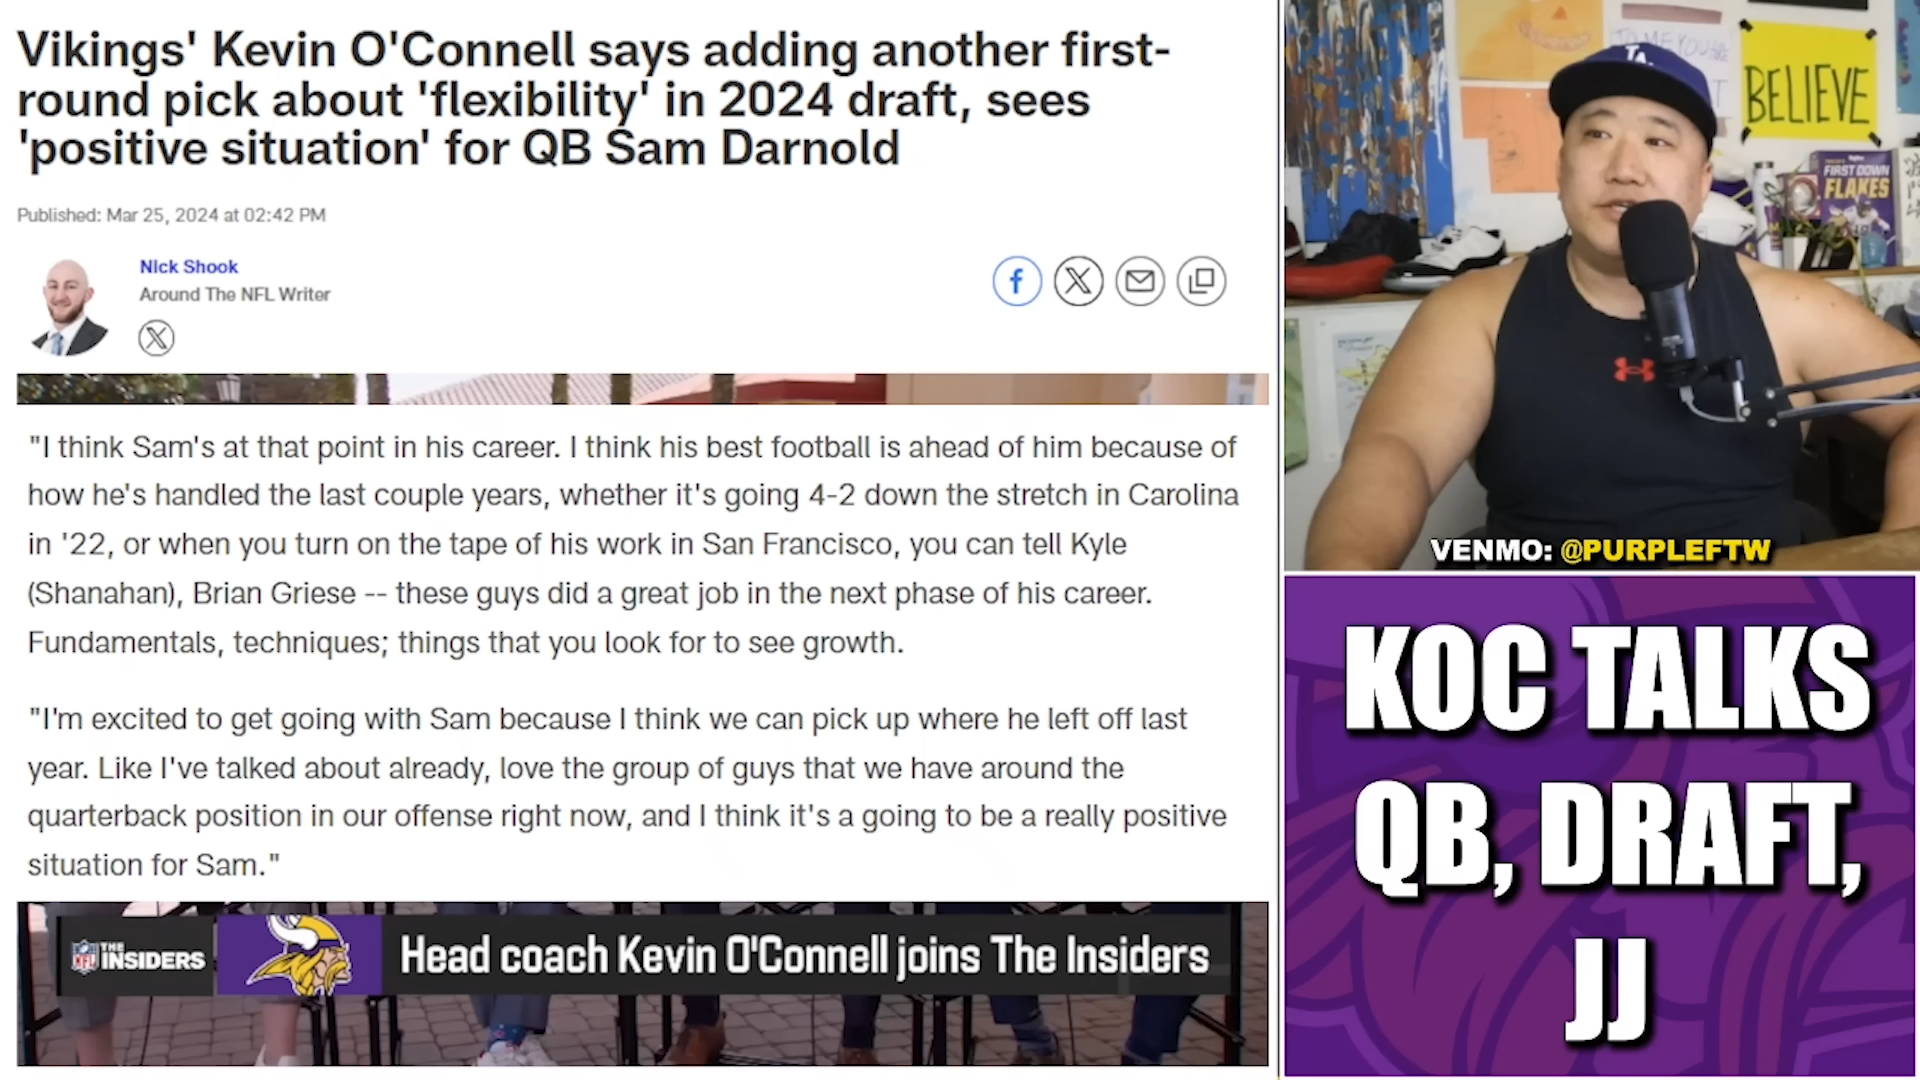 Vikings' Kevin O'Connell says adding another first-
round pick about 'flexibility' in 2024 draft, sees
'positive situation' for QB Sam Darnold
Published: Mar 25, 2024 at 02:42 PM
Nick Shook
Around The NFL Writer
"I think Sam's at that point in his career. I think his best football is ahead of him because of
how he's handled the last couple years, whether it's going 4-2 down the stretch in Carolina
in '22, or when you turn on the tape of his work in San Francisco, you can tell Kyle
(Shanahan), Brian Griese -- these guys did a great job in the next phase of his career.
Fundamentals, techniques; things that you look for to see growth.
"I'm excited to get going with Sam because I think we can pick up where he left off last
year. Like I've talked about already, love the group of guys that we have around the
quarterback position in our offense right now, and I think it's a going to be a really positive
situation for Sam."
NFL THE
INSIDERS
Head coach Kevin O'Connell joins The Insiders
LA
BELIEVE
FIRST DOWN
FLAKES
VENMO: @PURPLEFTW
KOC TALKS
QB, DRAFT,
JJ